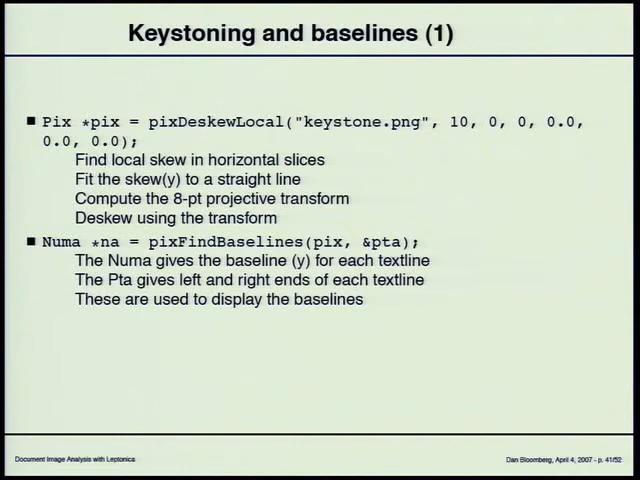 Keystoning and baselines (1)
Pix *pix = pixDeskewLocal("keystone.png", 10, 0, 0, 0.0,
0.0, 0.0);
Find local skew in horizontal slices
Fit the skew(y) to a straight line
Compute the 8-pt projective transform
Deskew using the transform
Numa *na = pixFindBaselines(pix, &pta);
The Numa gives the baseline (y) for each textline
The Pta gives left and right ends of each textline
These are used to display the baselines
Document Image Analysis with Leptonica
Dan Bloomberg, April 4, 2007 - p. 41/52